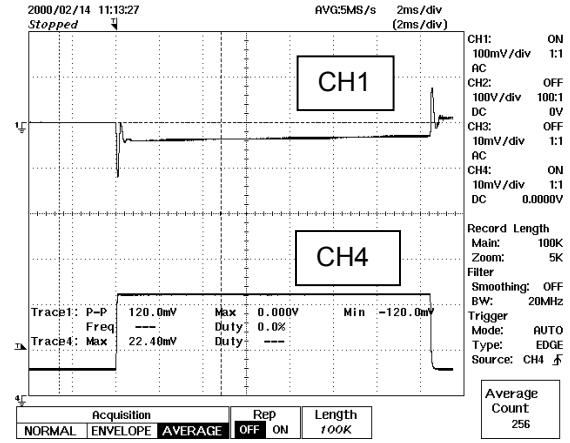 2000/02/14 11:13:27 AVG:5MS/s 2ms/div
Stopped (2ms/div)
CH1: ON
100mV/div 1:1
AC
CH2: OFF
100V/div 100:1
DC 0V
CH3: OFF
10mV/div 1:1
AC
CH4: ON
10mV/div 1:1
DC 0.0000V
CH1
CH4
Record Length
Main: 100K
Zoom: 5K
Filter
Smoothing: OFF
BW: 20MHz
Trigger
Mode: AUTO
Type: EDGE
Source: CH4
Trace1: P-P 120.0mV Max 0.000V Min -120.0mV
Freq --- Duty 0.0%
Trace4: Max 22.40mV Duty ---
Average
Count
256
Acquisition Rep Length
NORMAL ENVELOPE AVERAGE OFF ON 100K